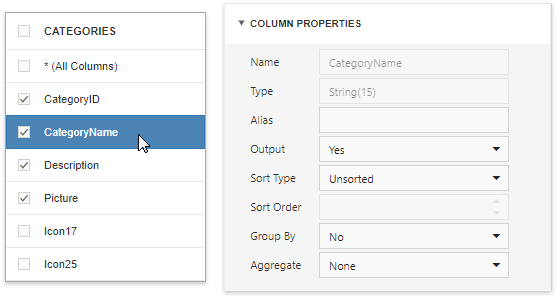 CATEGORIES
* (All Columns)
CategoryID
CategoryName
Description
Picture
Icon17
Icon25
COLUMN PROPERTIES
Name CategoryName
Type String(15)
Alias
Output Yes
Sort Type Unsorted
Sort Order
Group By No
Aggregate None